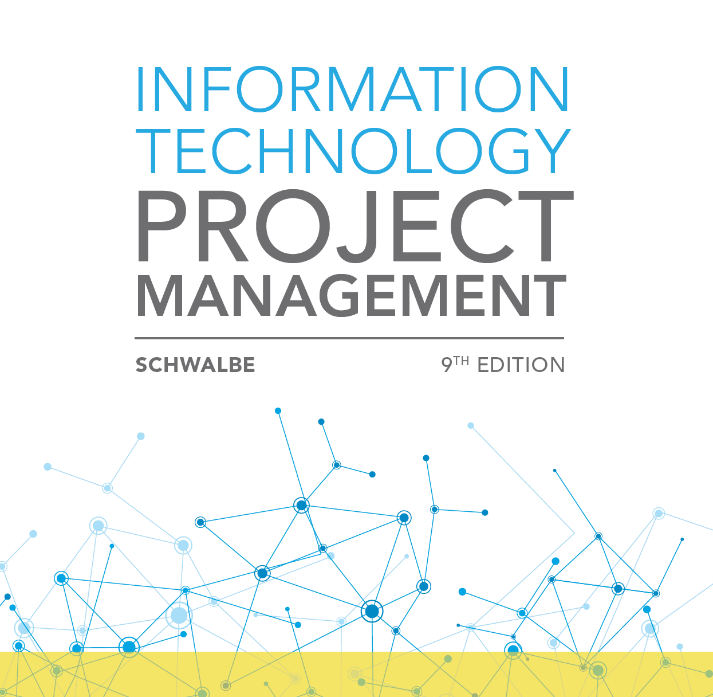 INFORMATION
TECHNOLOGY
PROJECT
MANAGEMENT
SCHWALBE 9TH EDITION